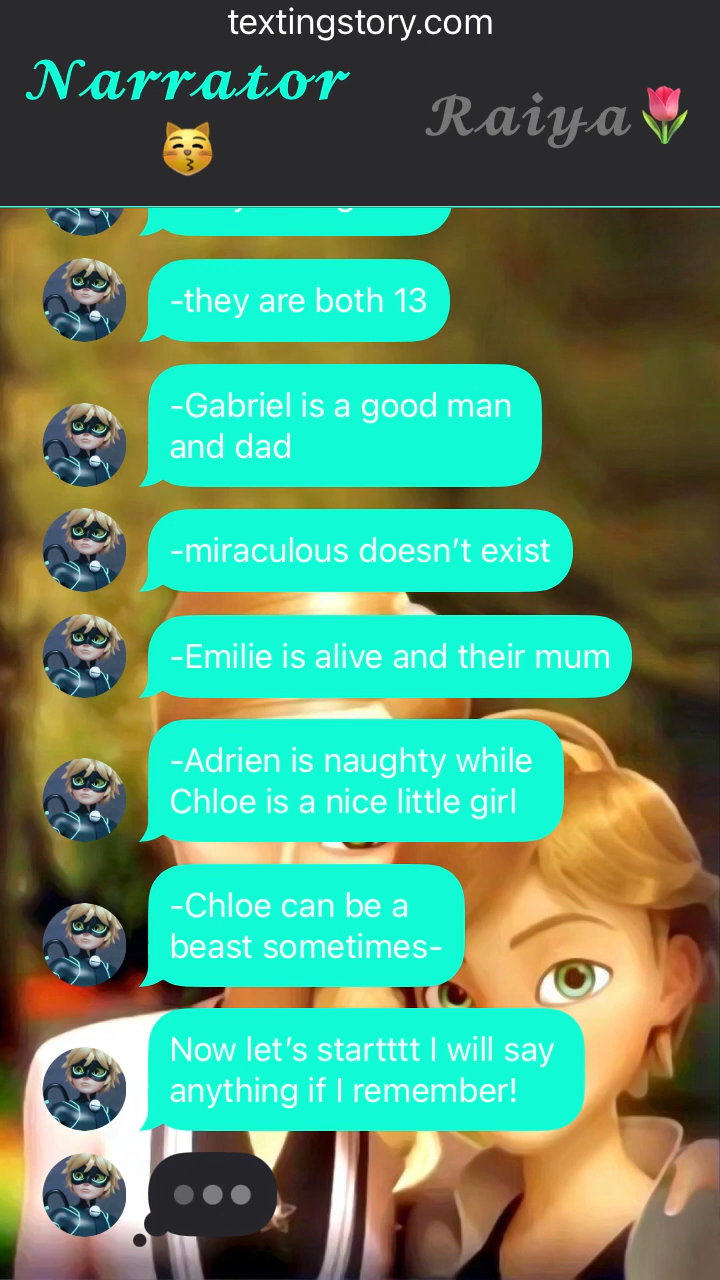 textingstory.com
Narrator
😽
Raiya🌷
-they are both 13
-Gabriel is a good man
and dad
-miraculous doesn’t exist
-Emilie is alive and their mum
-Adrien is naughty while
Chloe is a nice little girl
-Chloe can be a
beast sometimes-
Now let’s startttt I will say
anything if I remember!